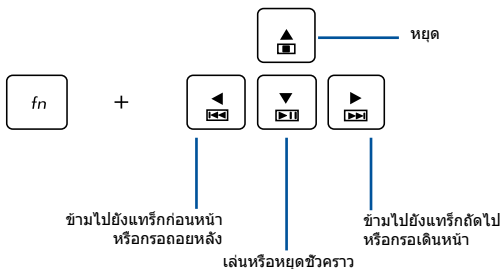 หยุด
fn
+
ข้ามไปยังแทร็กก่อนหน้า
หรือกรอถอยหลัง
ข้ามไปยังแทร็กถัดไป
หรือกรอเดินหน้า
เล่นหรือหยุดชั่วคราว